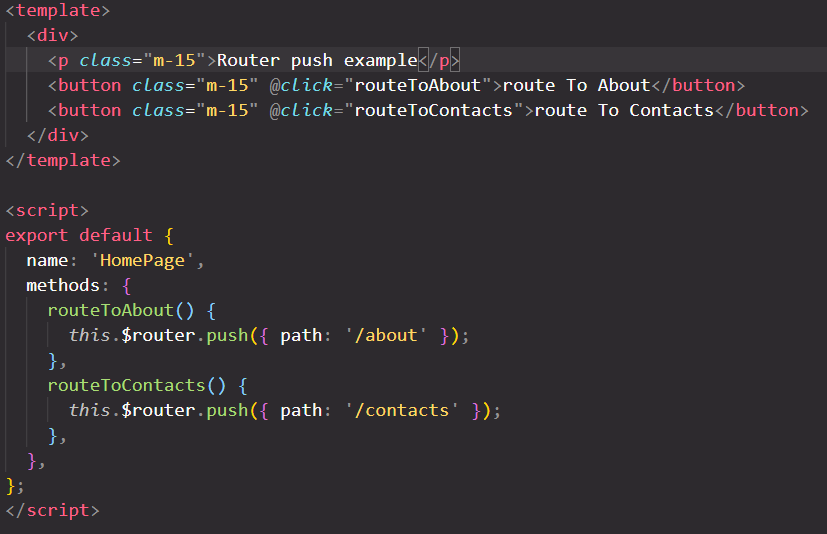 <template>
  <div>
    <p class="m-15">Router push example</p>
    <button class="m-15" @click="routeToAbout">route To About</button>
    <button class="m-15" @click="routeToContacts">route To Contacts</button>
  </div>
</template>

<script>
export default {
  name: 'HomePage',
  methods: {
    routeToAbout() {
      this.$router.push({ path: '/about' });
    },
    routeToContacts() {
      this.$router.push({ path: '/contacts' });
    },
  },
};
</script>